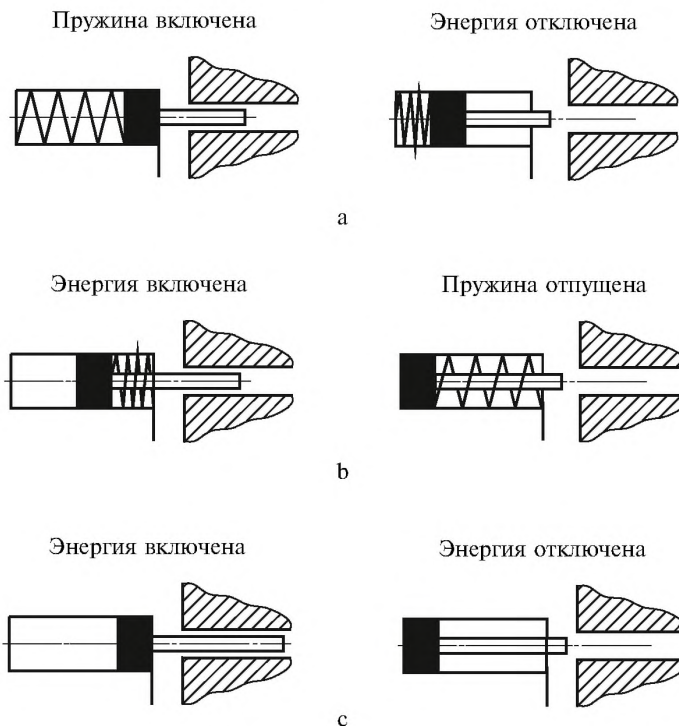 Пружина включена
Энергия отключена
a
Энергия включена
Пружина отпущена
b
Энергия включена
Энергия отключена
c